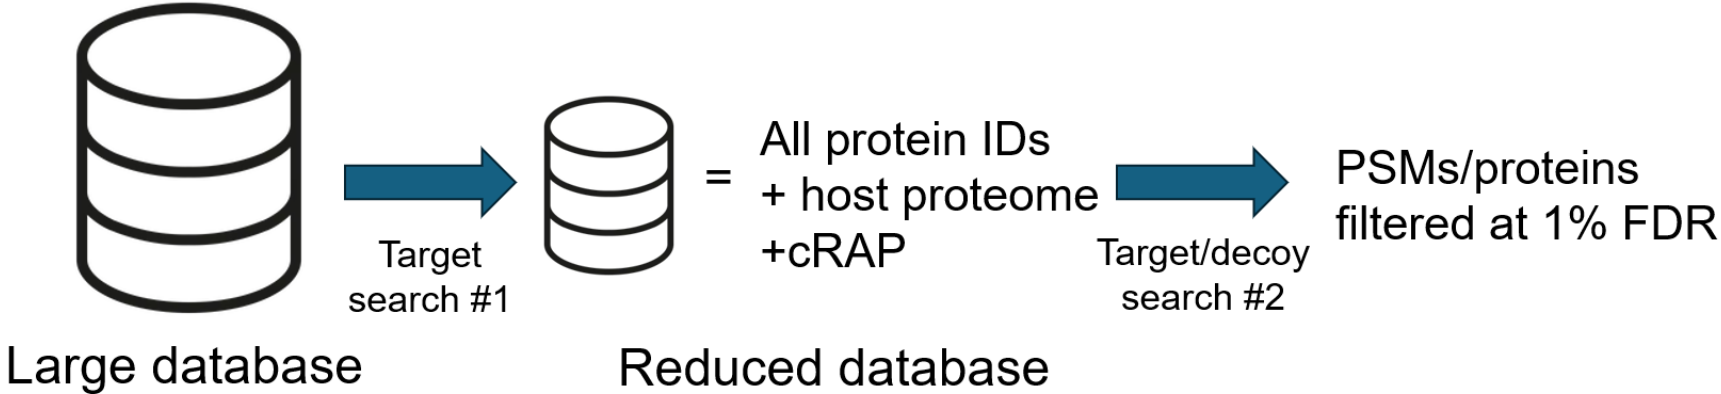 Large database
Target
search #1
Reduced database
=
All protein IDs
+ host proteome
+cRAP
Target/decoy
search #2
PSMs/proteins
filtered at 1% FDR